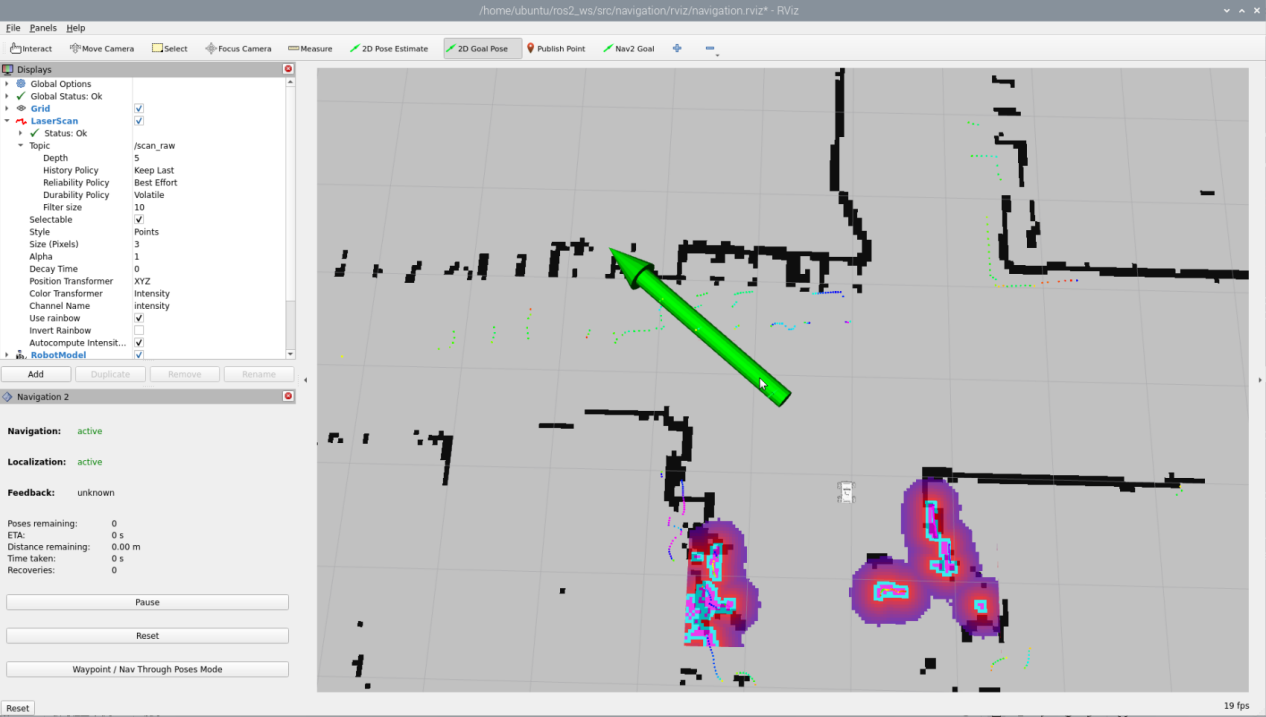 /home/ubuntu/ros2_ws/src/navigation/rviz/navigation.rviz* - RViz
File Panels Help
Interact Move Camera Select Focus Camera Measure 2D Pose Estimate 2D Goal Pose Publish Point Nav2 Goal
Displays
Global Options
Global Status: Ok
Grid
LaserScan
Status: Ok
Topic /scan_raw
Depth 5
History Policy Keep Last
Reliability Policy Best Effort
Durability Policy Volatile
Filter size 10
Selectable
Style Points
Size (Pixels) 3
Alpha 1
Decay Time 0
Position Transformer XYZ
Color Transformer Intensity
Channel Name intensity
Use rainbow
Invert Rainbow
Autocompute Intensit...
RobotModel
Add Duplicate Remove Rename
Navigation 2
Navigation: active
Localization: active
Feedback: unknown
Poses remaining: 0
ETA: 0 s
Distance remaining: 0.00 m
Time taken: 0 s
Recoveries: 0
Pause
Reset
Waypoint / Nav Through Poses Mode
Reset 19 fps